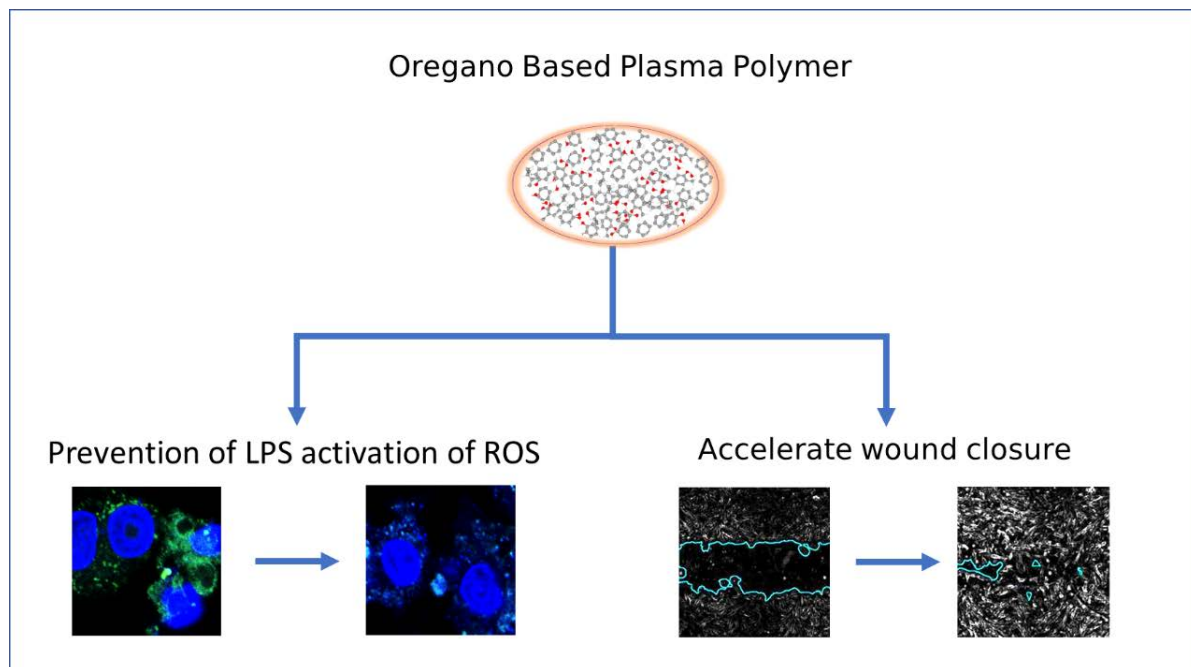 Oregano Based Plasma Polymer
Prevention of LPS activation of ROS
Accelerate wound closure